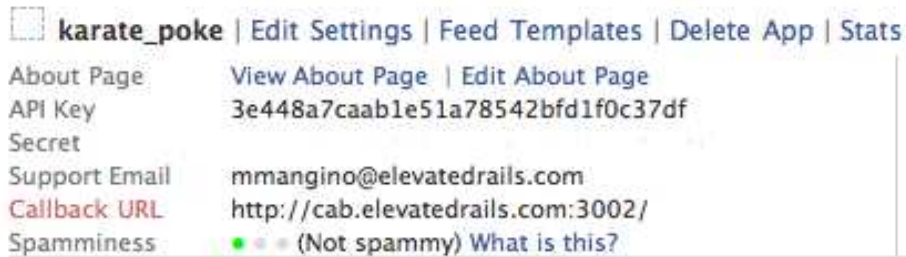 karate_poke | Edit Settings | Feed Templates | Delete App | Stats
About Page View About Page | Edit About Page
API Key 3e448a7caab1e51a78542bfd1f0c37df
Secret
Support Email mmangino@elevatedrails.com
Callback URL http://cab.elevatedrails.com:3002/
Spamminess (Not spammy) What is this?